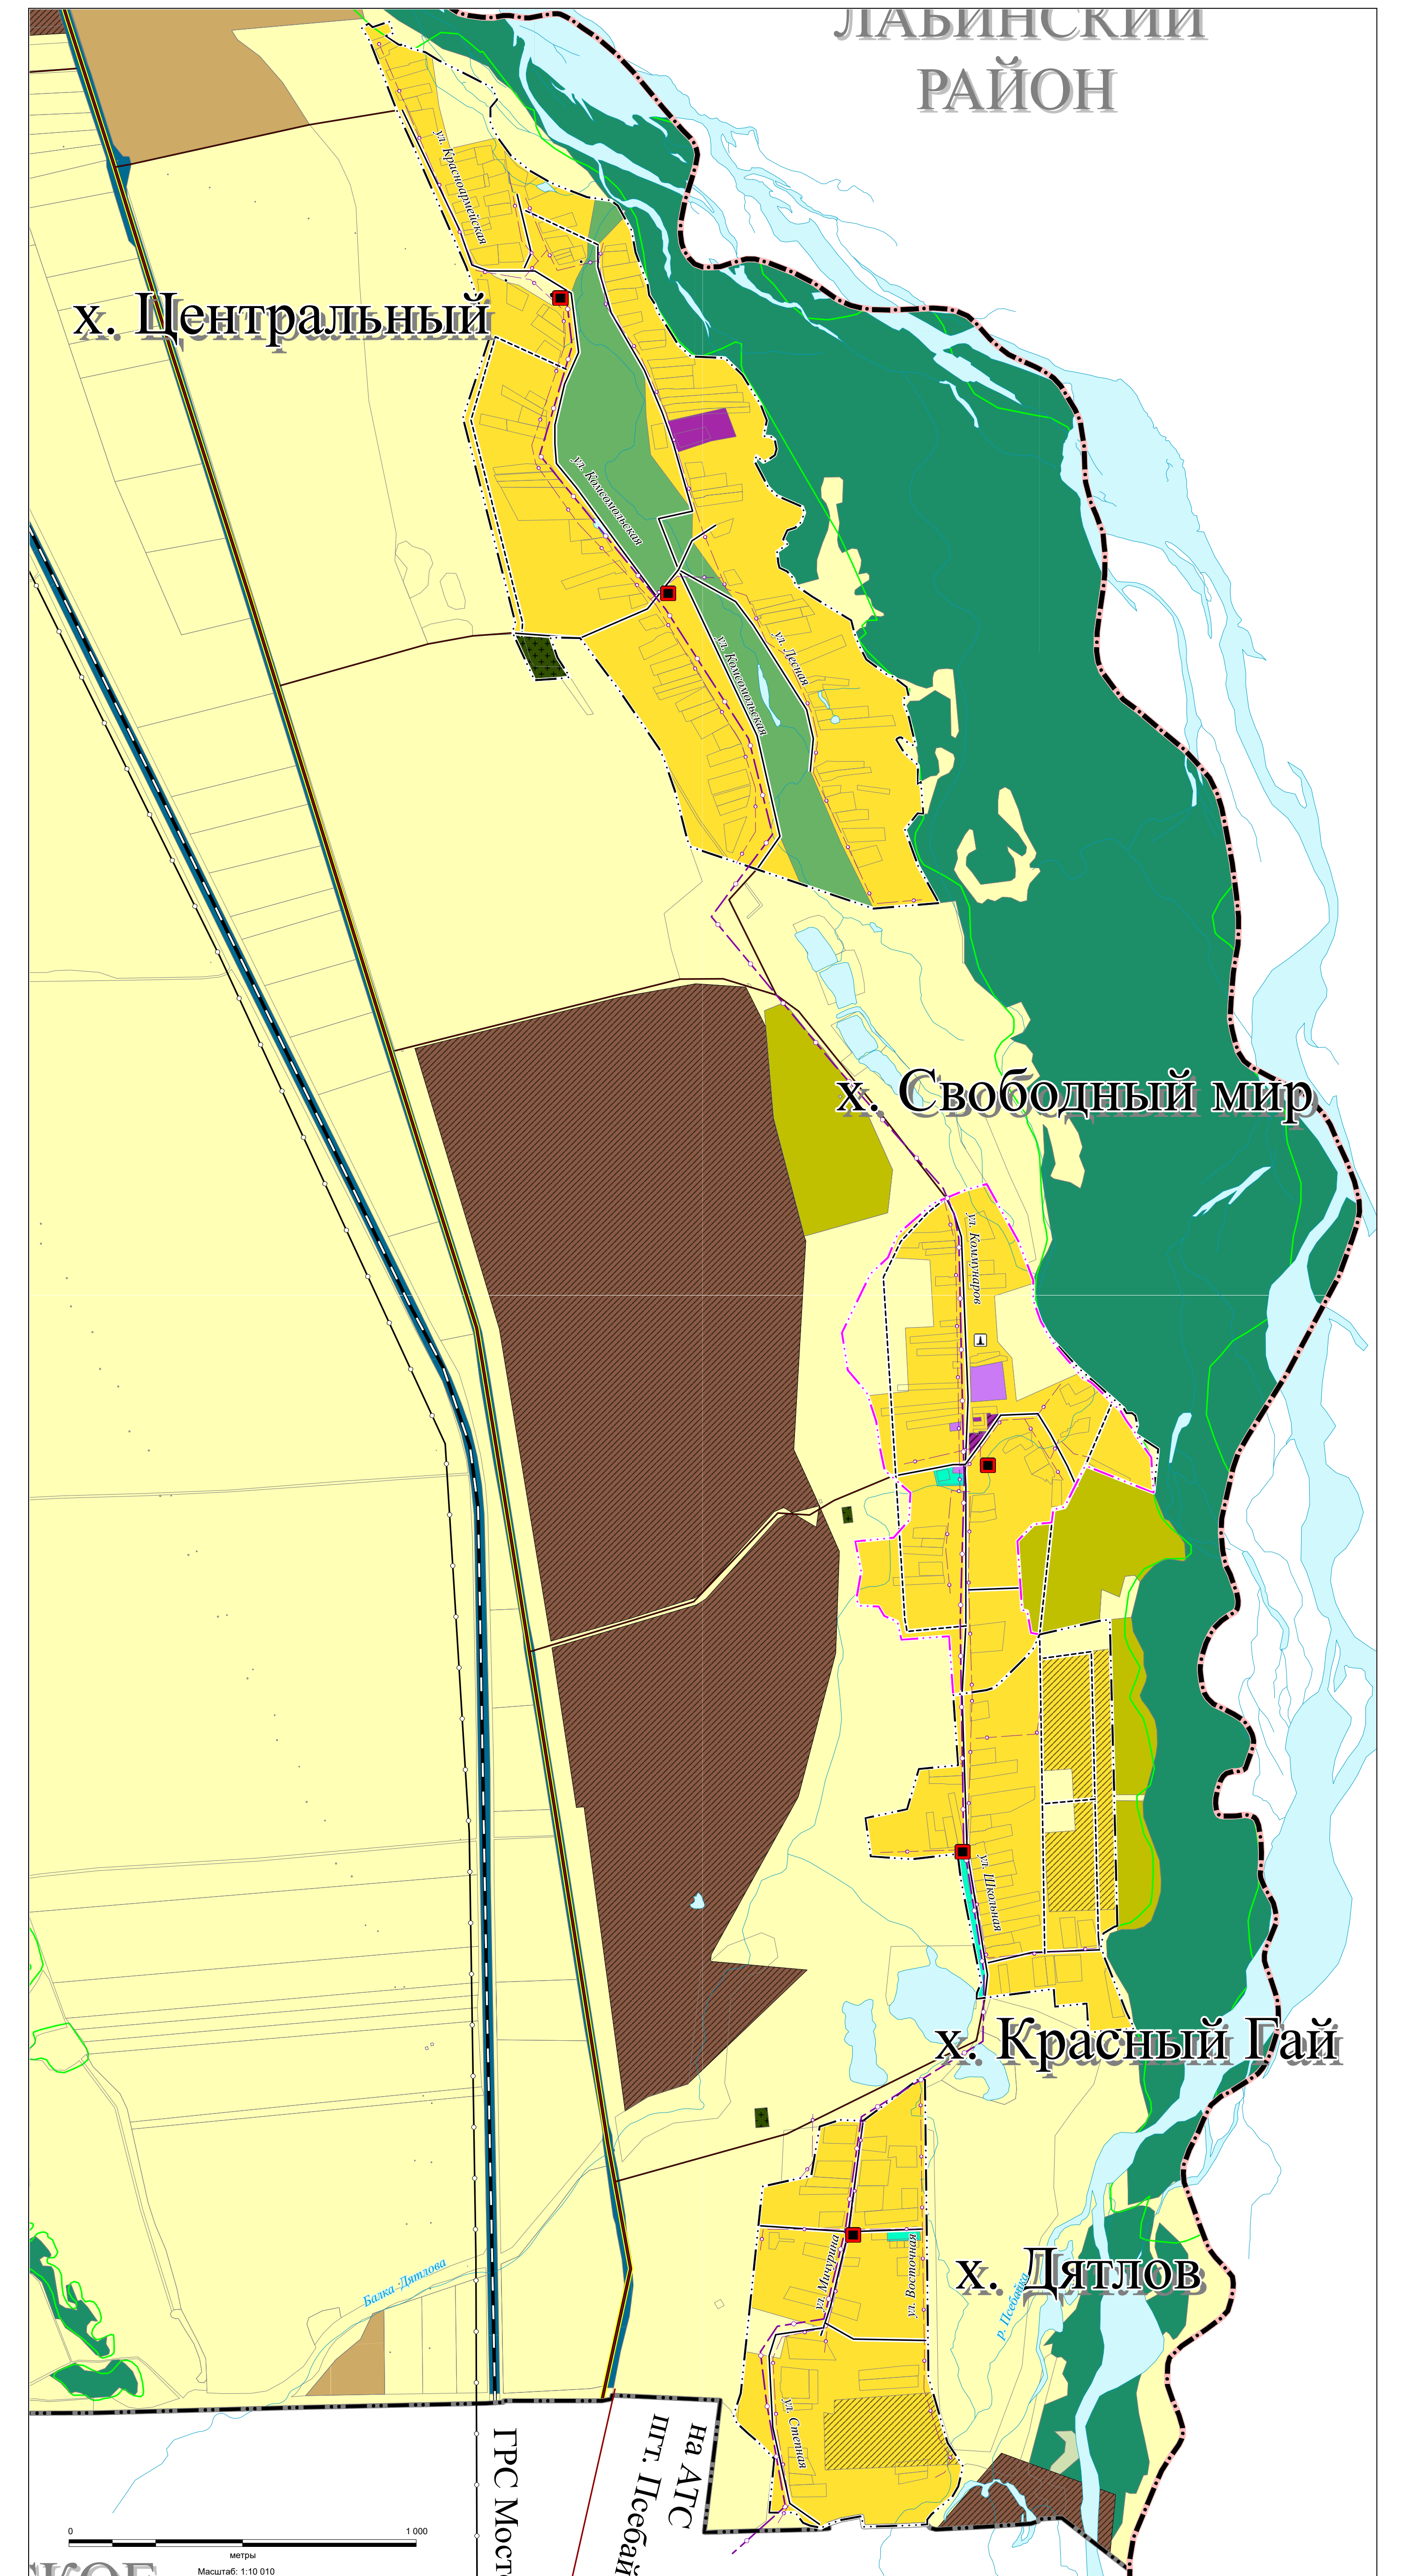 ЛАБИНСКИЙ
РАЙОН
ул. Красноармейская
х. Центральный
ул. Комсомольская
ул. Лесная
ул. Комсомольская
х. Свободный мир
ул. Коммунаров
ул. Школьная
х. Красный Гай
ул. Мичурина
ул. Восточная
х. Дятлов
р. Псебайка
Балка Дятлова
ул. Степная
ГРС Мост
на АТС
пгт. Псебай
0 1 000
метры
Масштаб: 1:10 010
СКОЕ